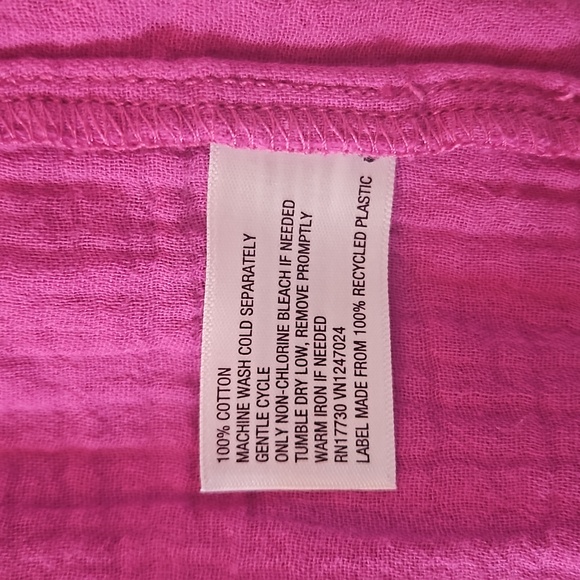 100% COTTON
MACHINE WASH COLD SEPARATELY
GENTLE CYCLE
ONLY NON-CHLORINE BLEACH IF NEEDED
TUMBLE DRY LOW, REMOVE PROMPTLY
WARM IRON IF NEEDED
RN17730 VN1247024
LABEL MADE FROM 100% RECYCLED PLASTIC